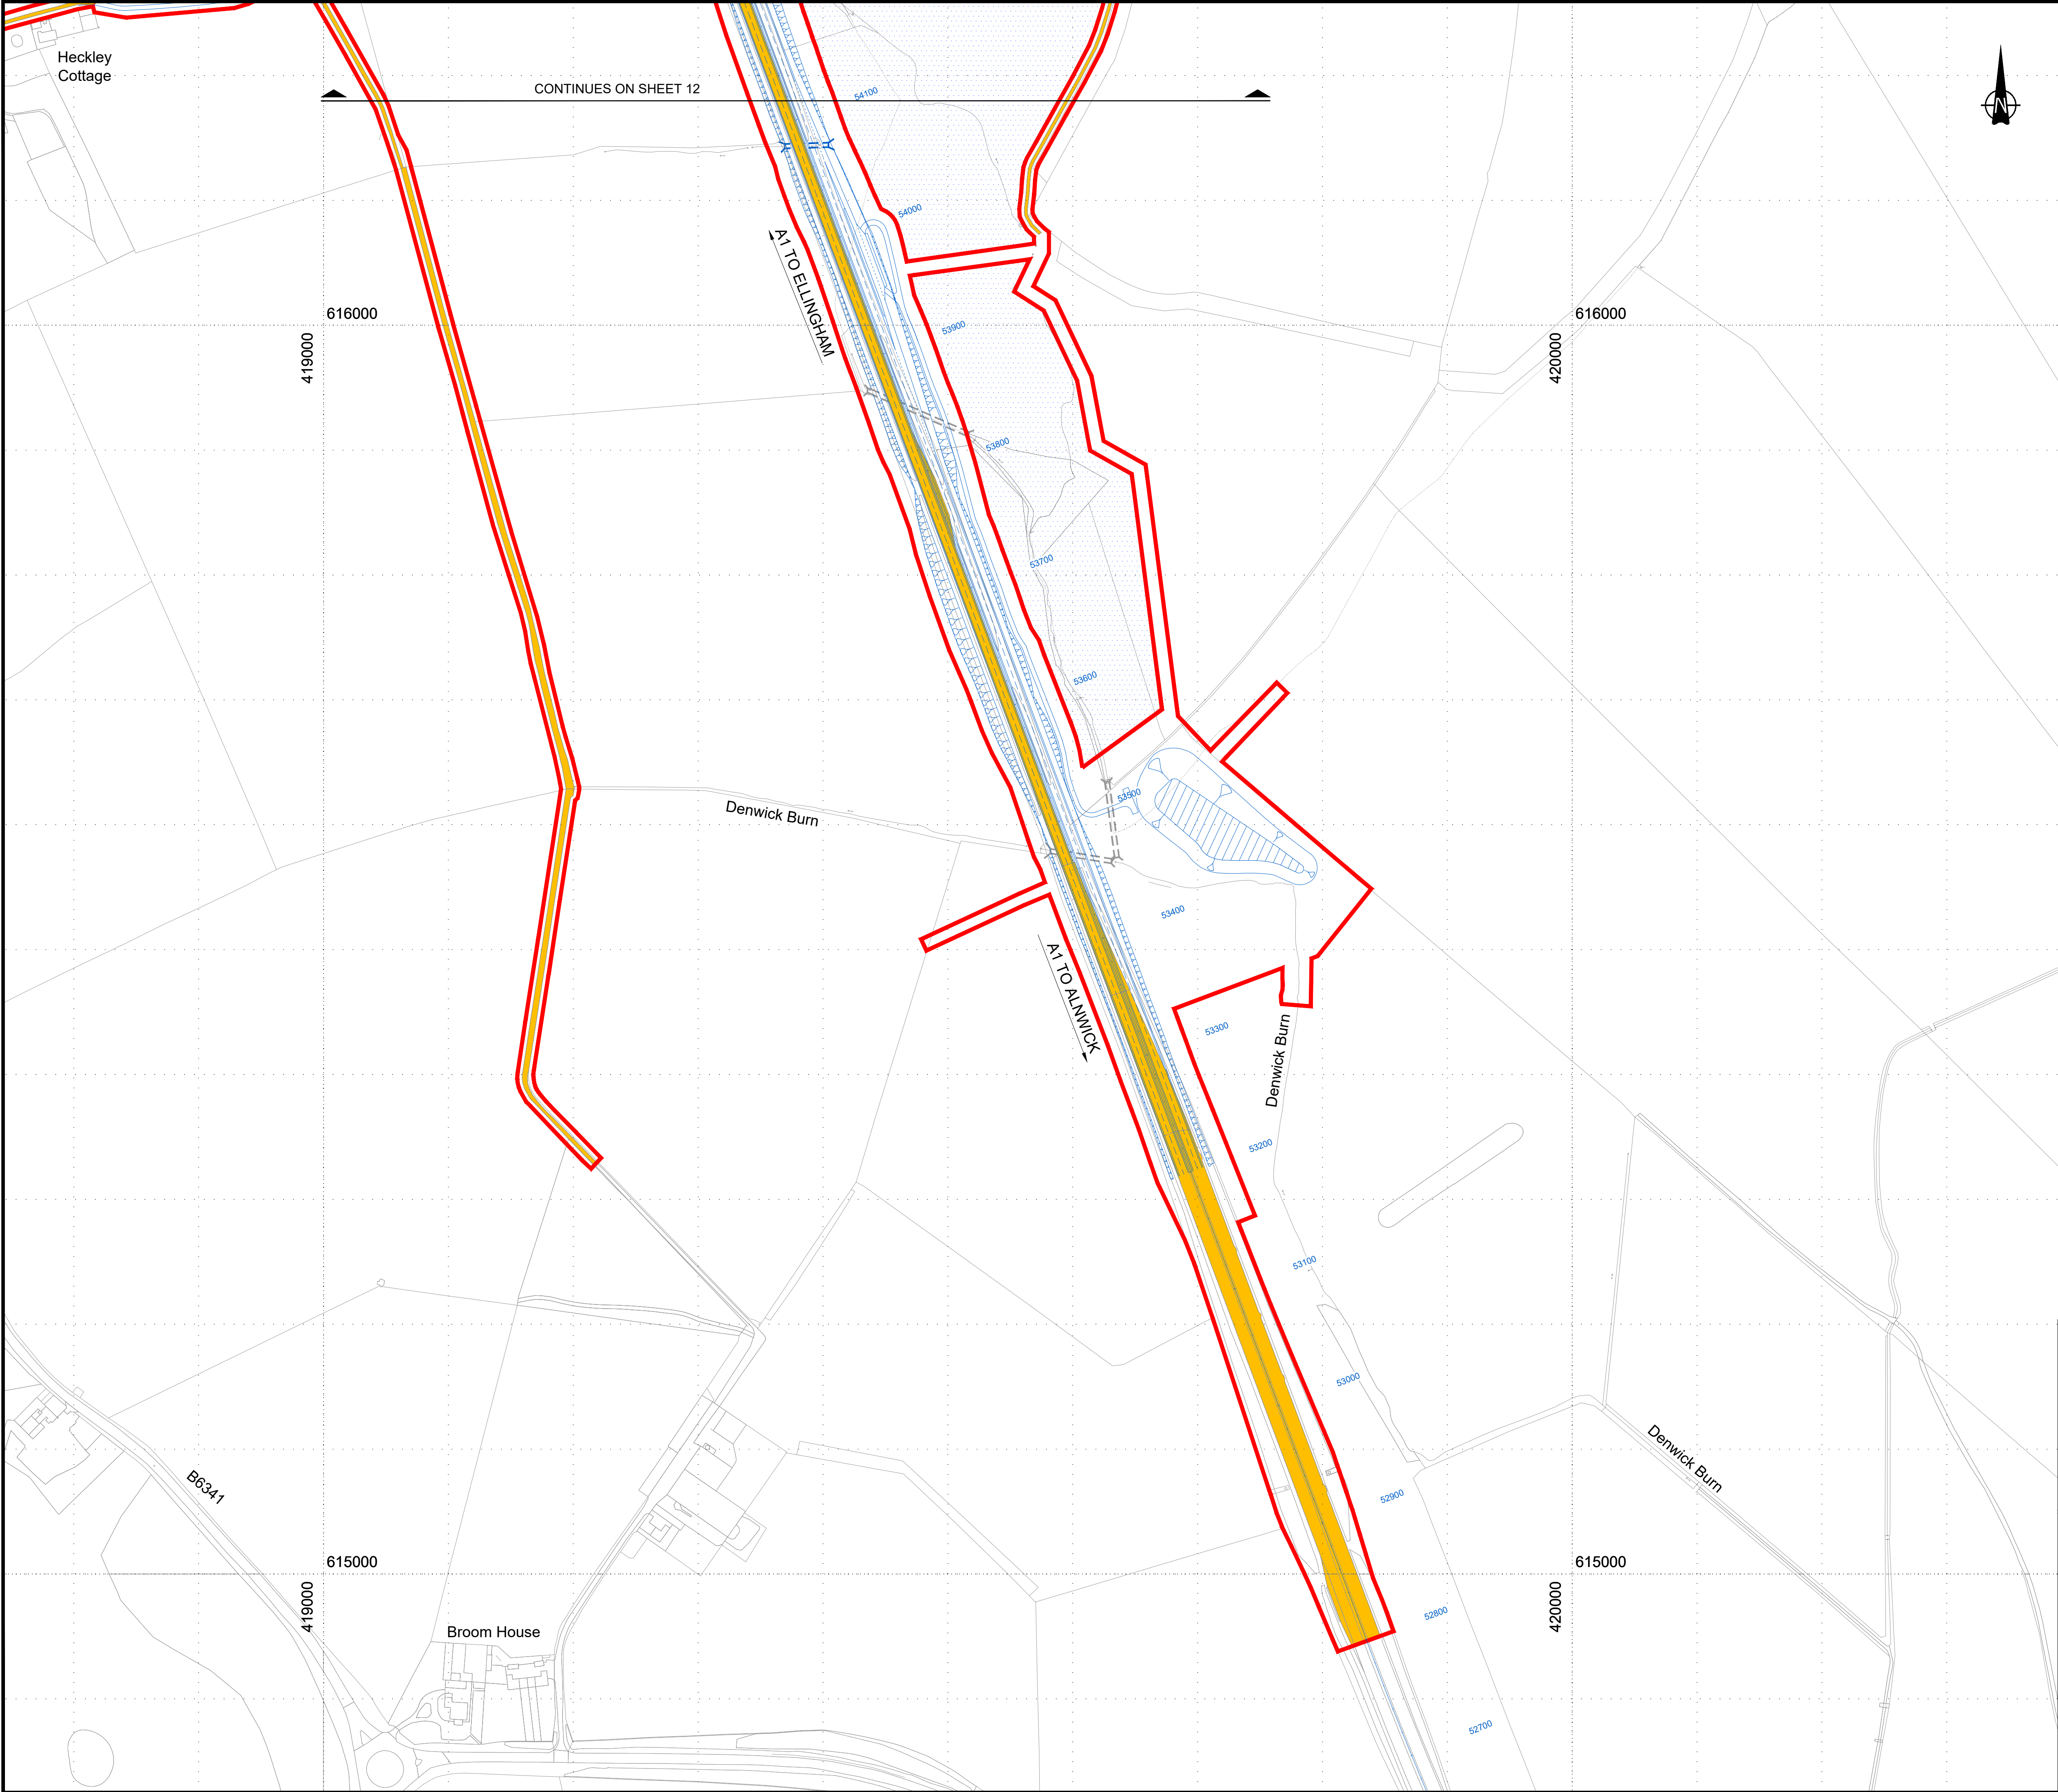 Heckley
Cottage
CONTINUES ON SHEET 12
N
54100
54000
A1 TO ELLINGHAM
616000
616000
419000
420000
53900
53800
53700
53600
53500
Denwick Burn
53400
A1 TO ALNWICK
53300
Denwick Burn
53200
53100
53000
52900
Denwick Burn
B6341
615000
615000
419000
420000
52800
Broom House
52700